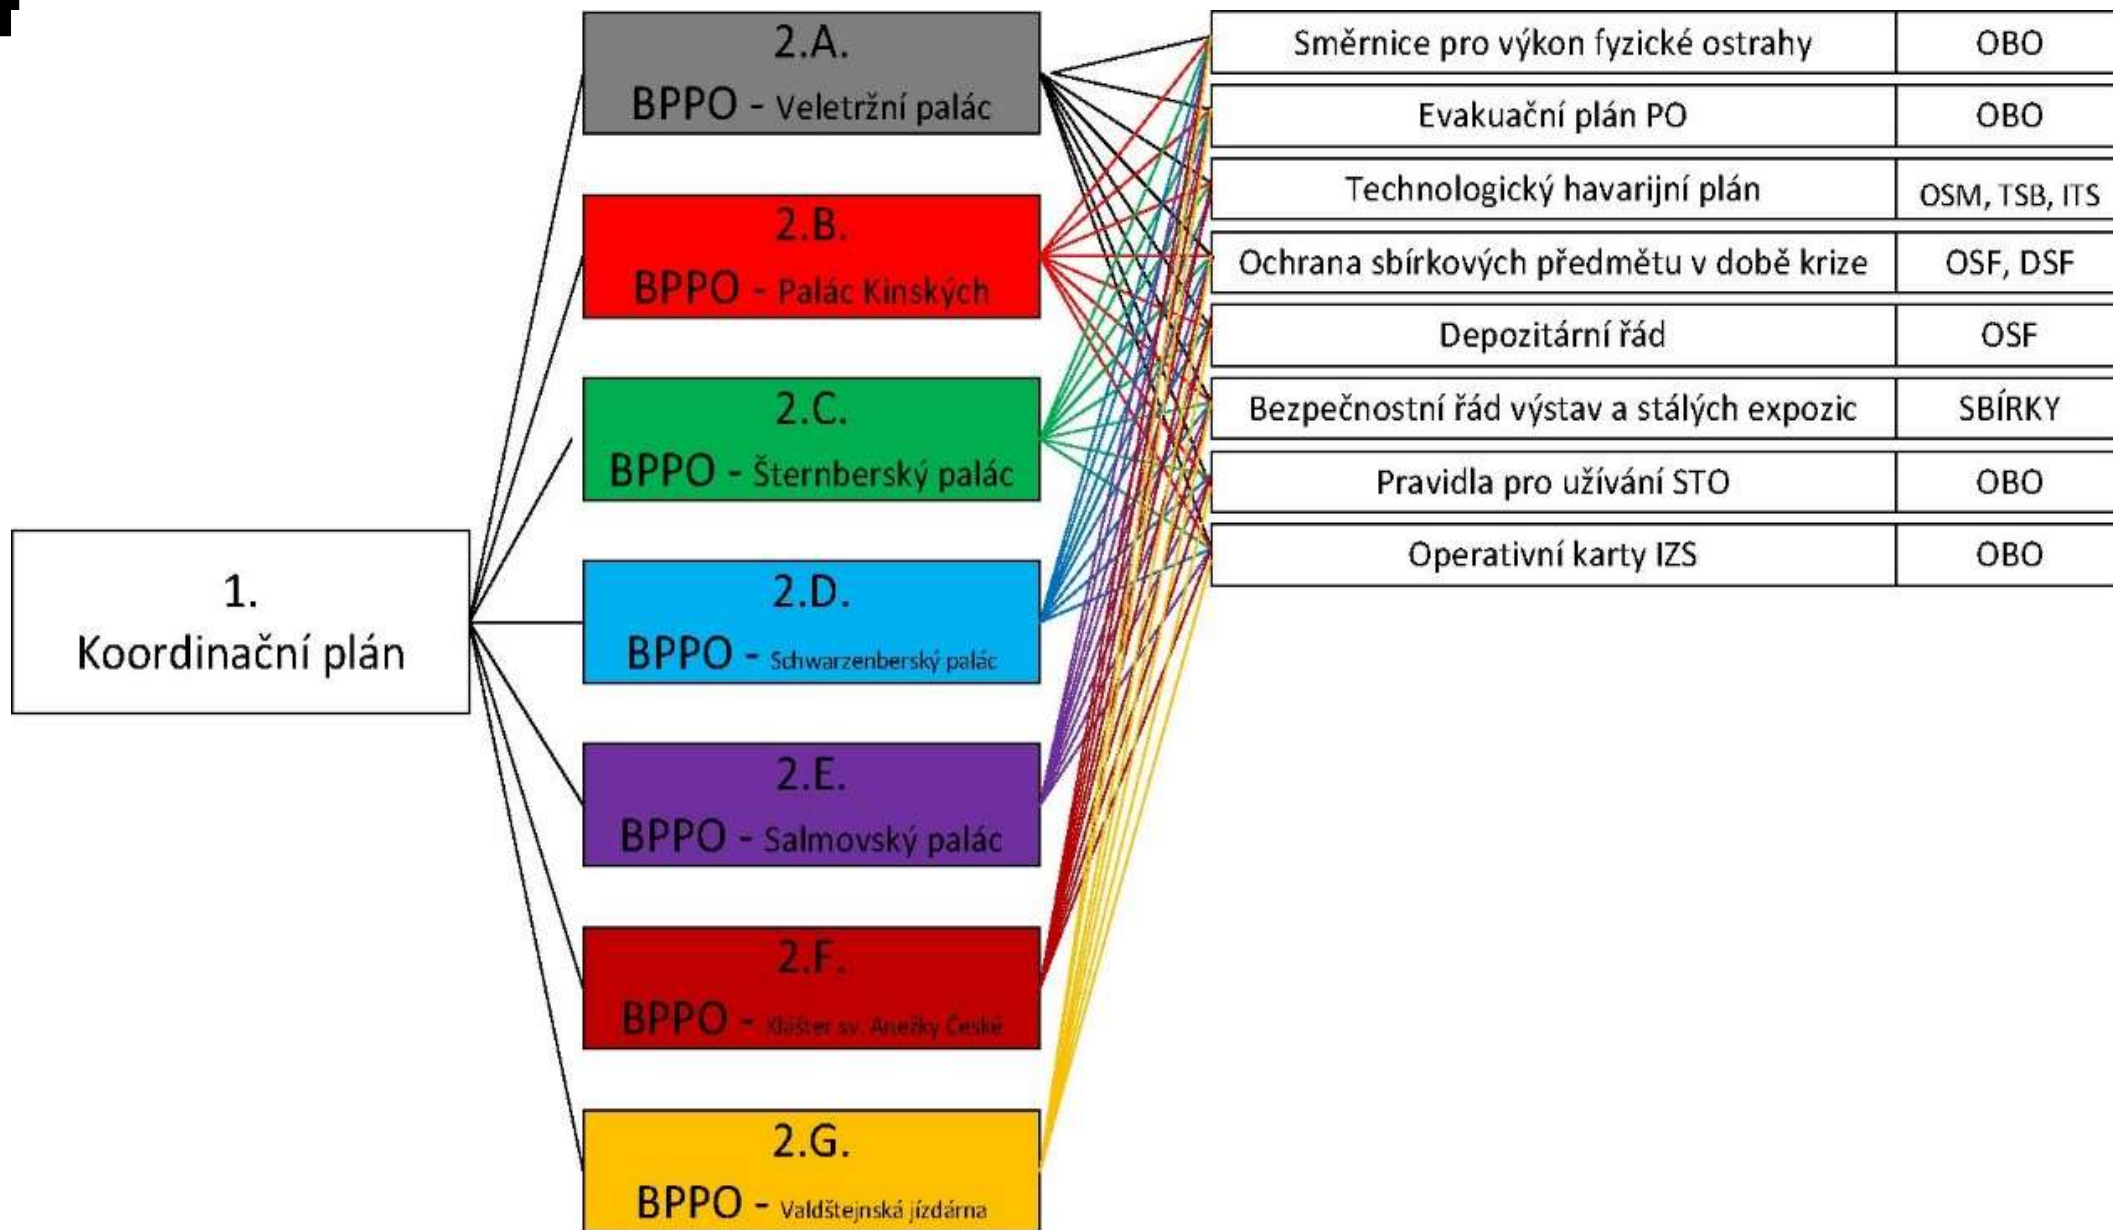 1.
Koordinační plán
2.A.
BPPO - Veletržní palác
2.B.
BPPO - Palác Kinských
2.C.
BPPO - Šternberský palác
2.D.
BPPO - Schwarzenberský palác
2.E.
BPPO - Salmovský palác
2.F.
BPPO - Klášter sv. Anežky České
2.G.
BPPO - Valdštejnská jízdárna
Směrnice pro výkon fyzické ostrahy OBO
Evakuační plán PO OBO
Technologický havarijní plán OSM, TSB, ITS
Ochrana sbírkových předmětu v době krize OSF, DSF
Depozitární řád OSF
Bezpečnostní řád výstav a stálých expozic SBÍRKY
Pravidla pro užívání STO OBO
Operativní karty IZS OBO